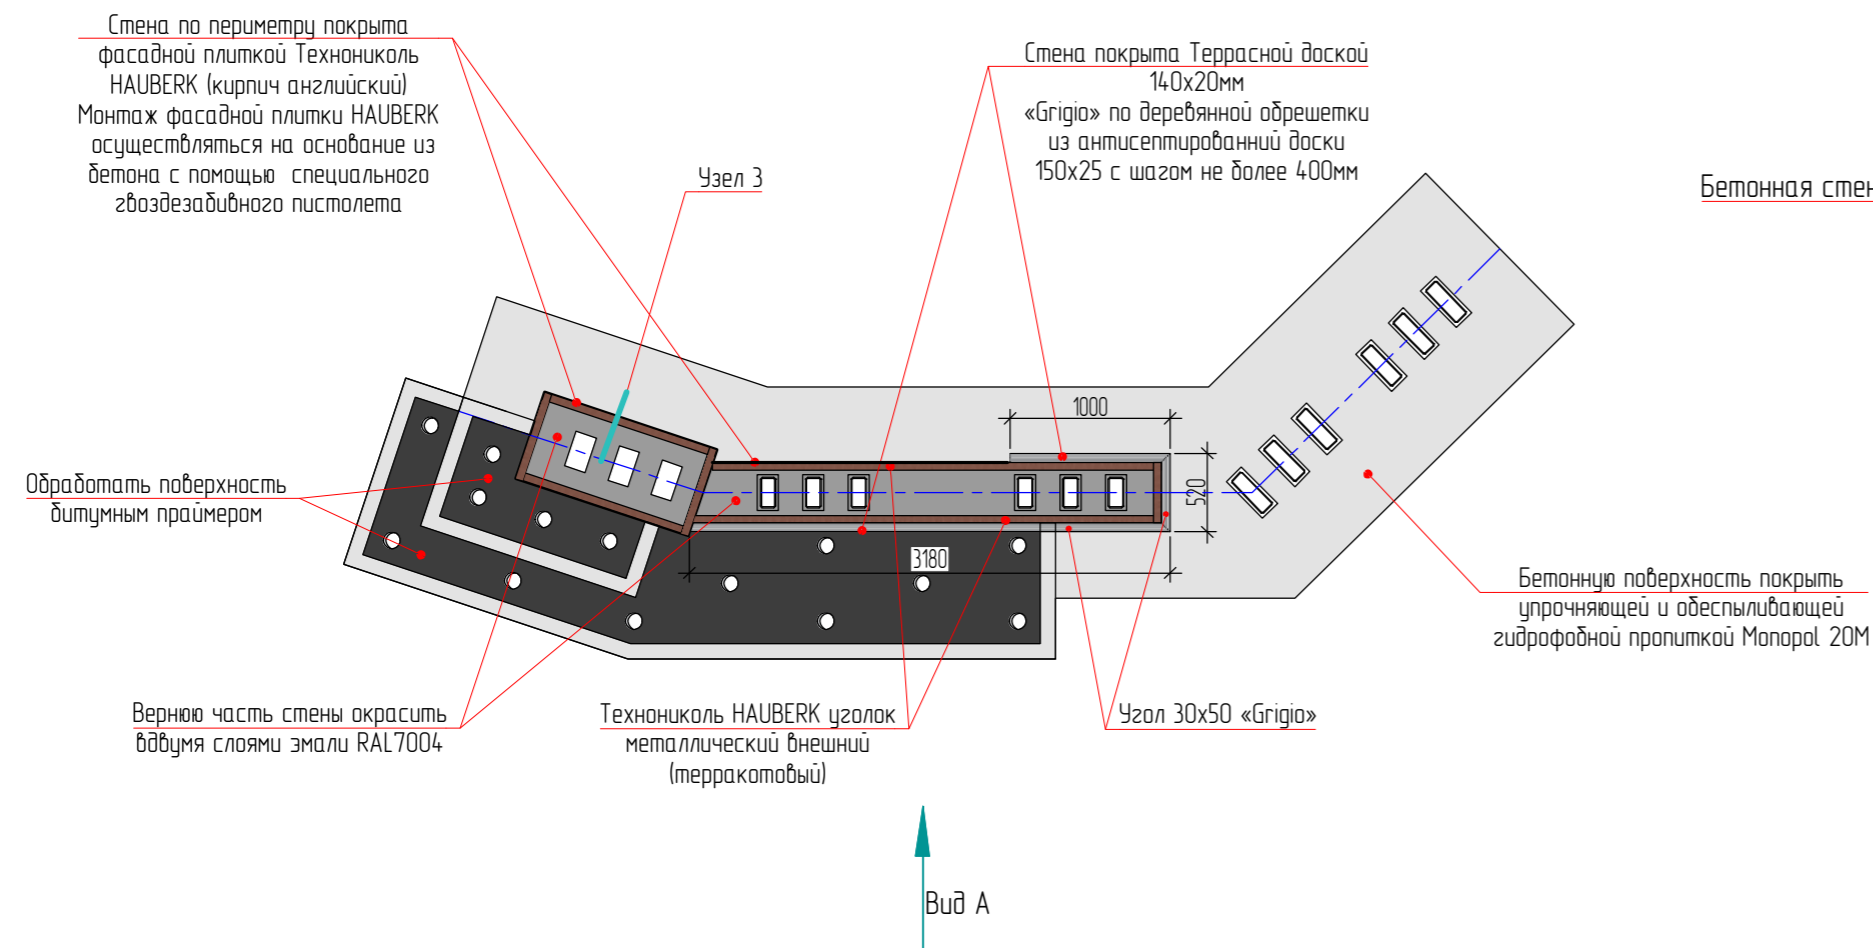 Стена по периметру покрыта
фасадной плиткой Технониколь
HAUBERK (кирпич английский)
Монтаж фасадной плитки HAUBERK
осуществляться на основание из
бетона с помощью специального
гвоздезабивного пистолета
Узел 3
Стена покрыта Террасной доской
140х20мм
«Grigio» по деревянной обрешетки
из антисептированний доски
150х25 с шагом не более 400мм
Бетонная стен
1000
520
3180
Обработать поверхность
битумным праймером
Бетонную поверхность покрыть
упрочняющей и обеспыливающей
гидрофобной пропиткой Monopol 20M
Вернюю часть стены окрасить
вдвумя слоями эмали RAL7004
Технониколь HAUBERK уголок
металлический внешний
(терракотовый)
Угол 30х50 «Grigio»
Вид А